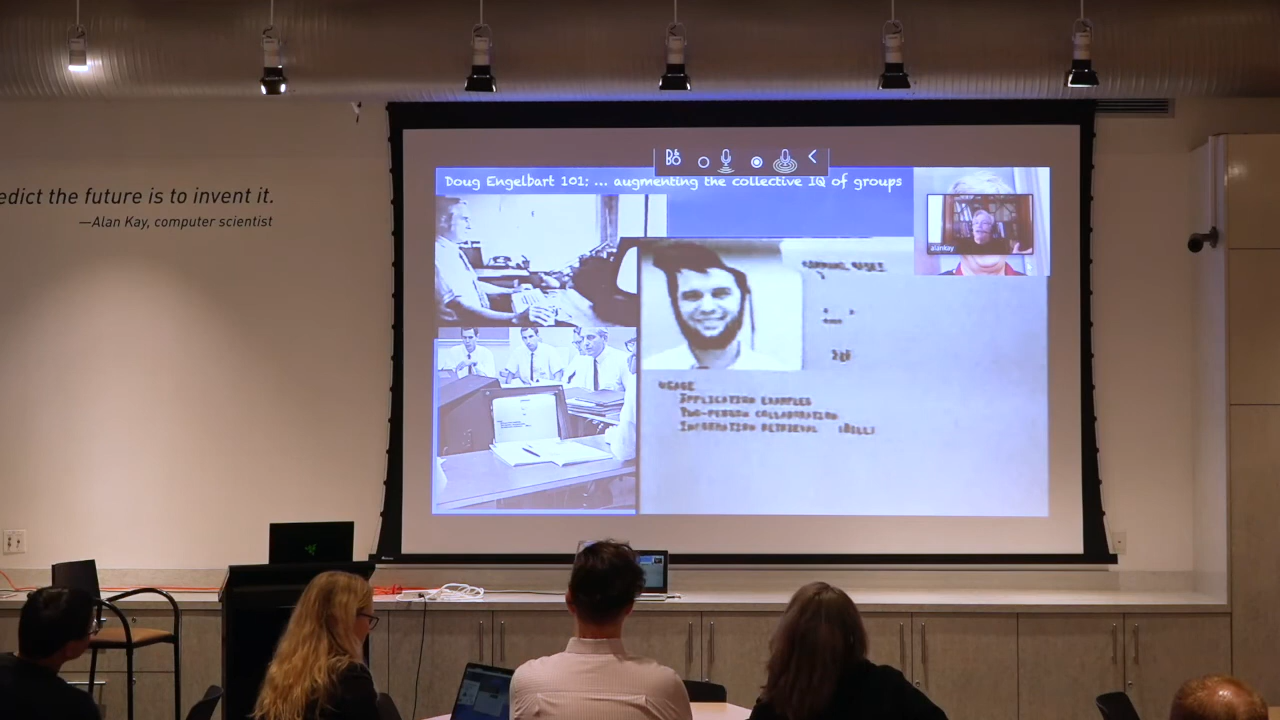 edict the future is to invent it.
—Alan Kay, computer scientist
Doug Engelbart 101: ... augmenting the collective IQ of groups
alankay
USAGE
APPLICATION EXAMPLES
TWO-PERSON COLLABORATION
INFORMATION RETRIEVAL (BILL)